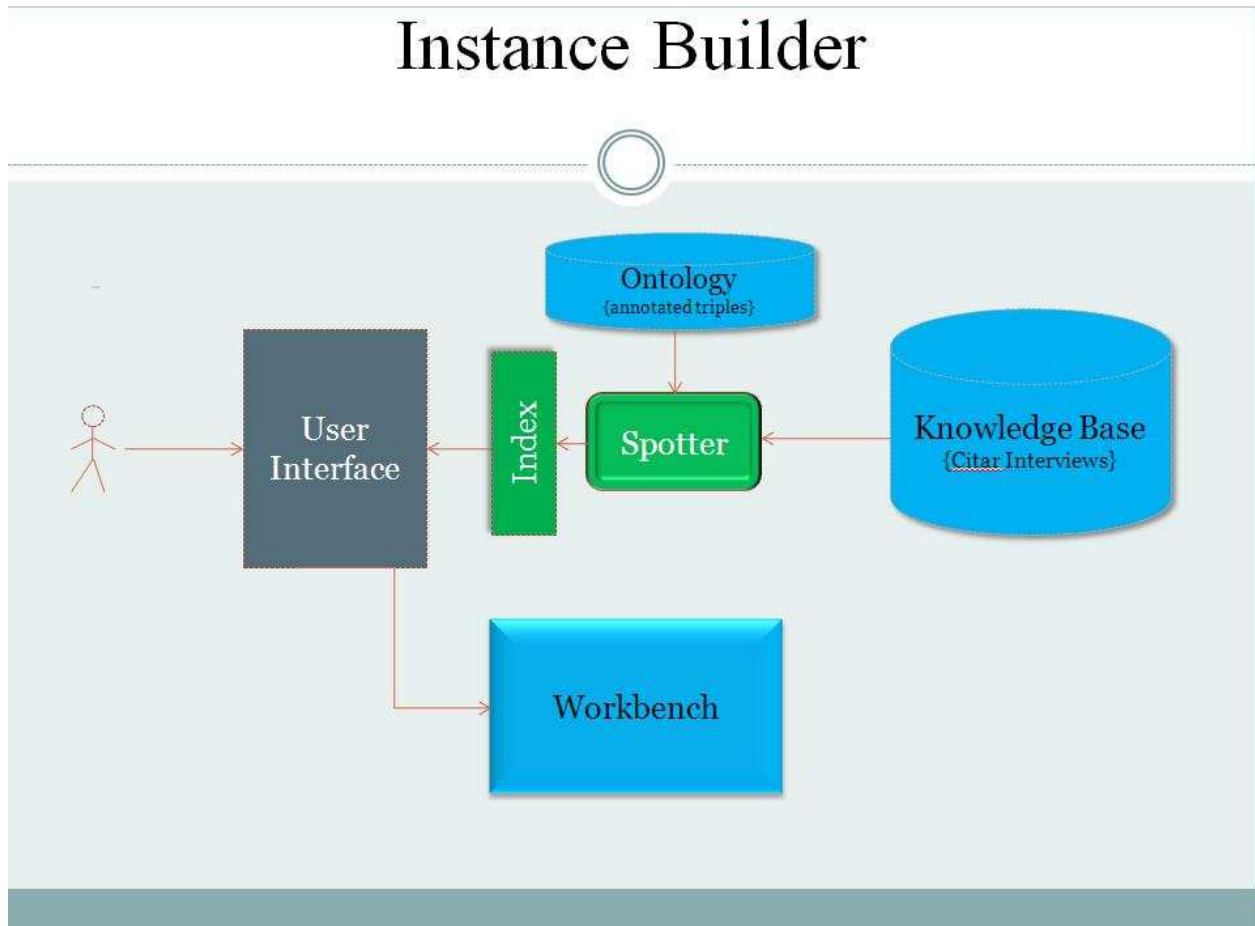 Instance Builder
Ontology
{annotated triples}
User
Interface
Index
Spotter
Knowledge Base
{Citar Interviews}
Workbench